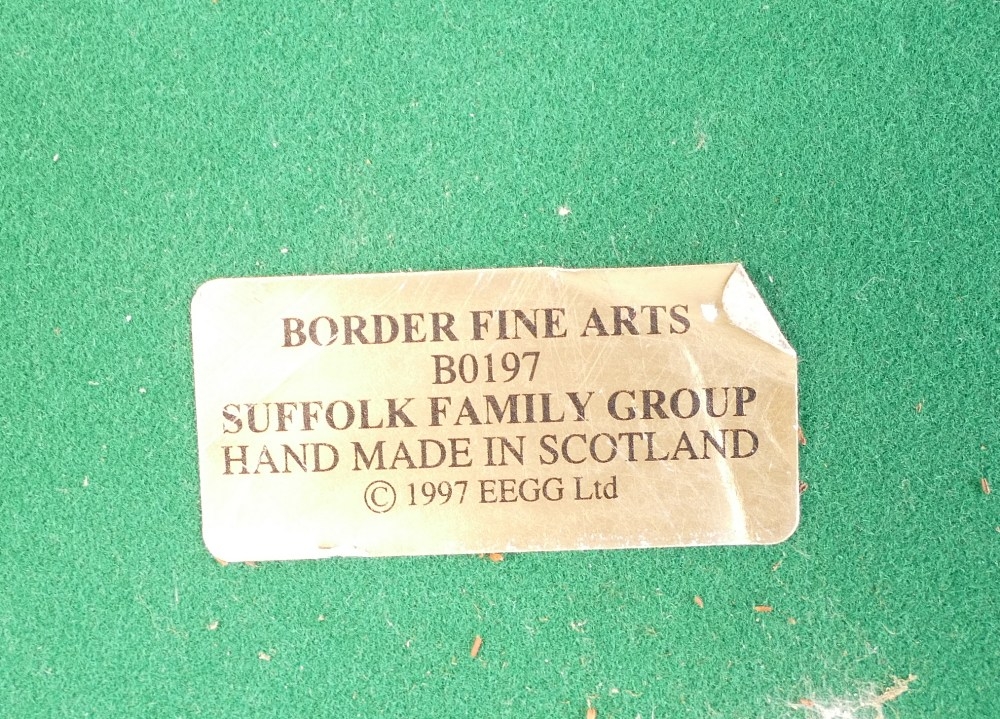 BORDER FINE ARTS
B0197
SUFFOLK FAMILY GROUP
HAND MADE IN SCOTLAND
© 1997 EEGG Ltd